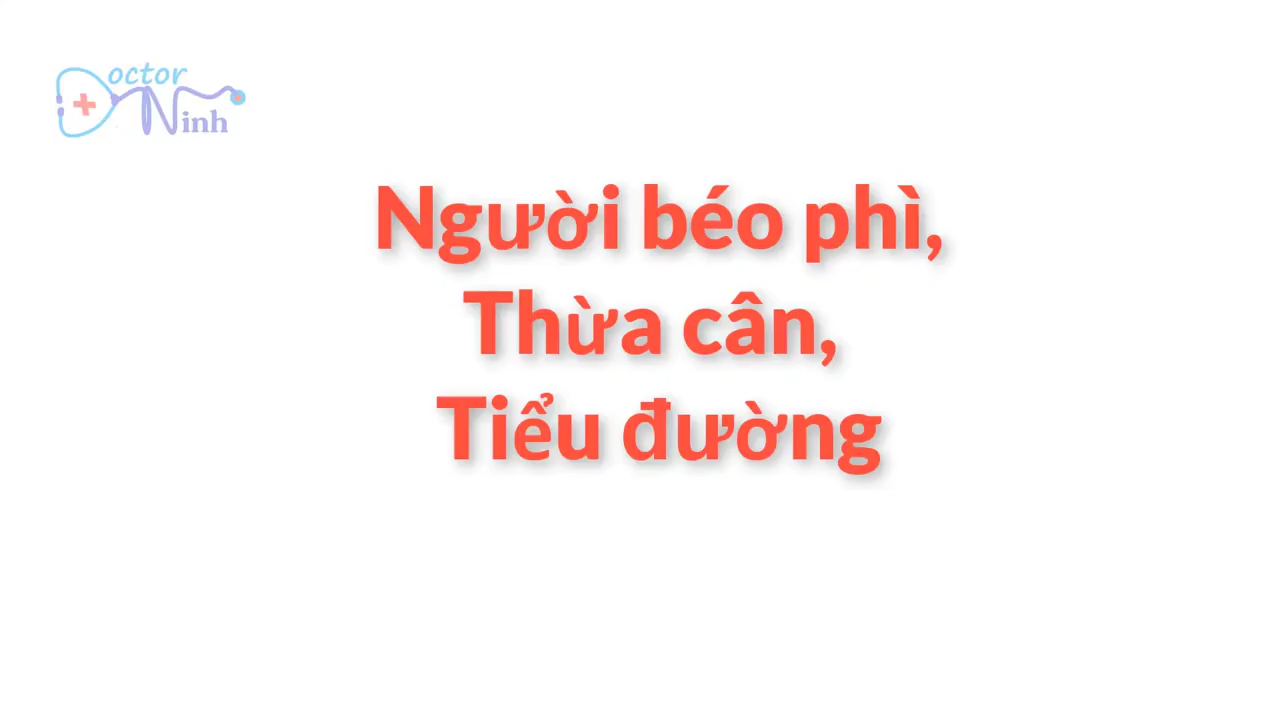 Doctor
Ninh
Người béo phì,
Thừa cân,
Tiểu đường